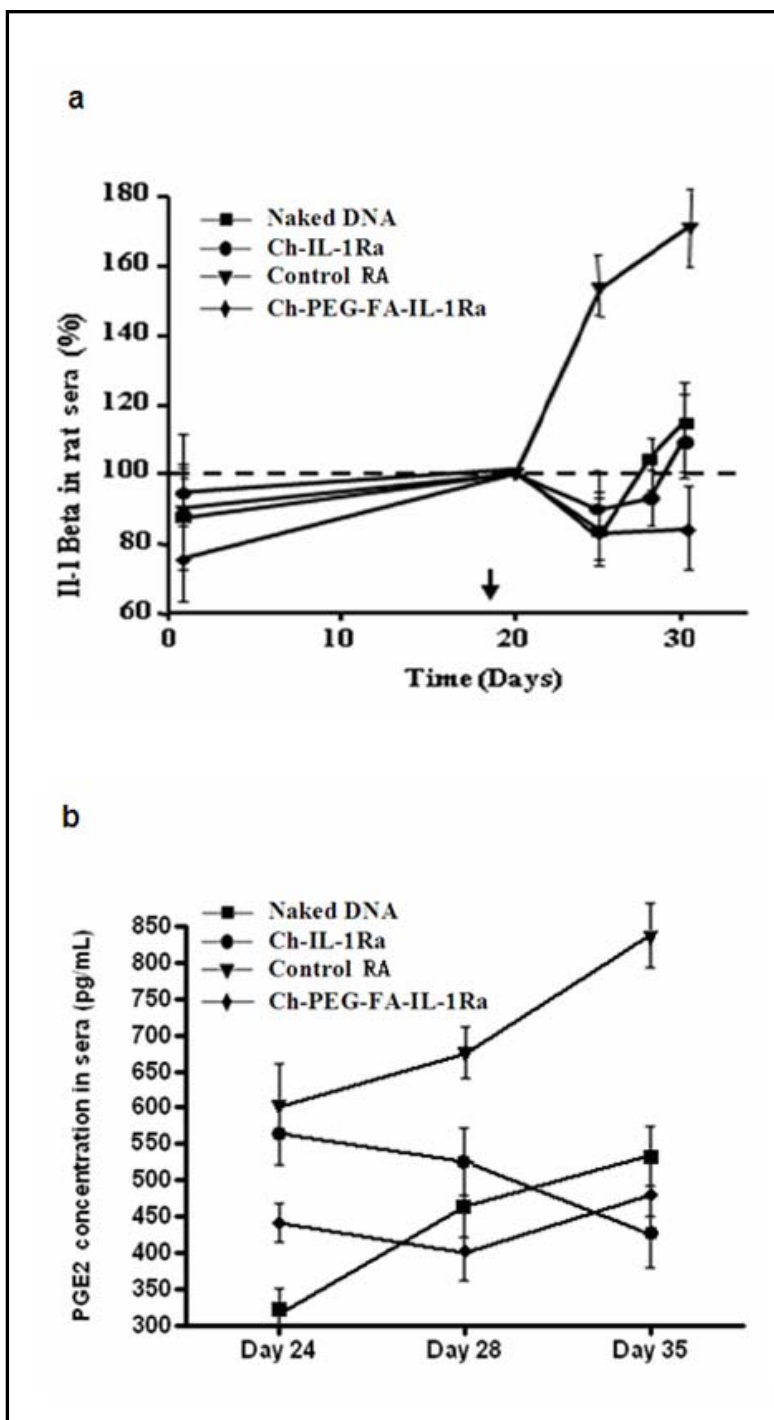 a
180
160
140
120
100
80
60
Il-1 Beta in rat sera (%)
Naked DNA
Ch-IL-1Ra
Control RA
Ch-PEG-FA-IL-1Ra
0
10
20
30
Time (Days)
b
850
800
750
700
650
600
550
500
450
400
350
300
PGE2 concentration in sera (pg/mL)
Naked DNA
Ch-IL-1Ra
Control RA
Ch-PEG-FA-IL-1Ra
Day 24
Day 28
Day 35